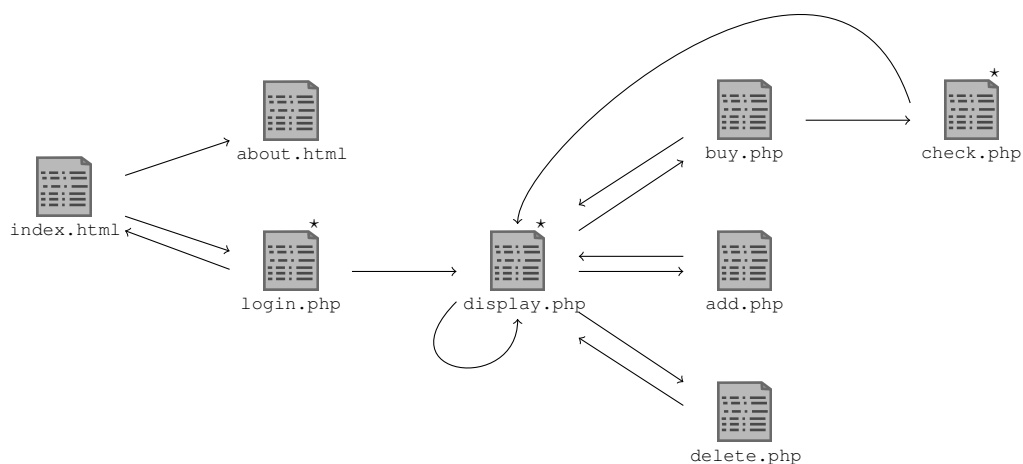 about.html
buy.php
check.php
⋆
index.html
login.php
⋆
display.php
⋆
add.php
delete.php